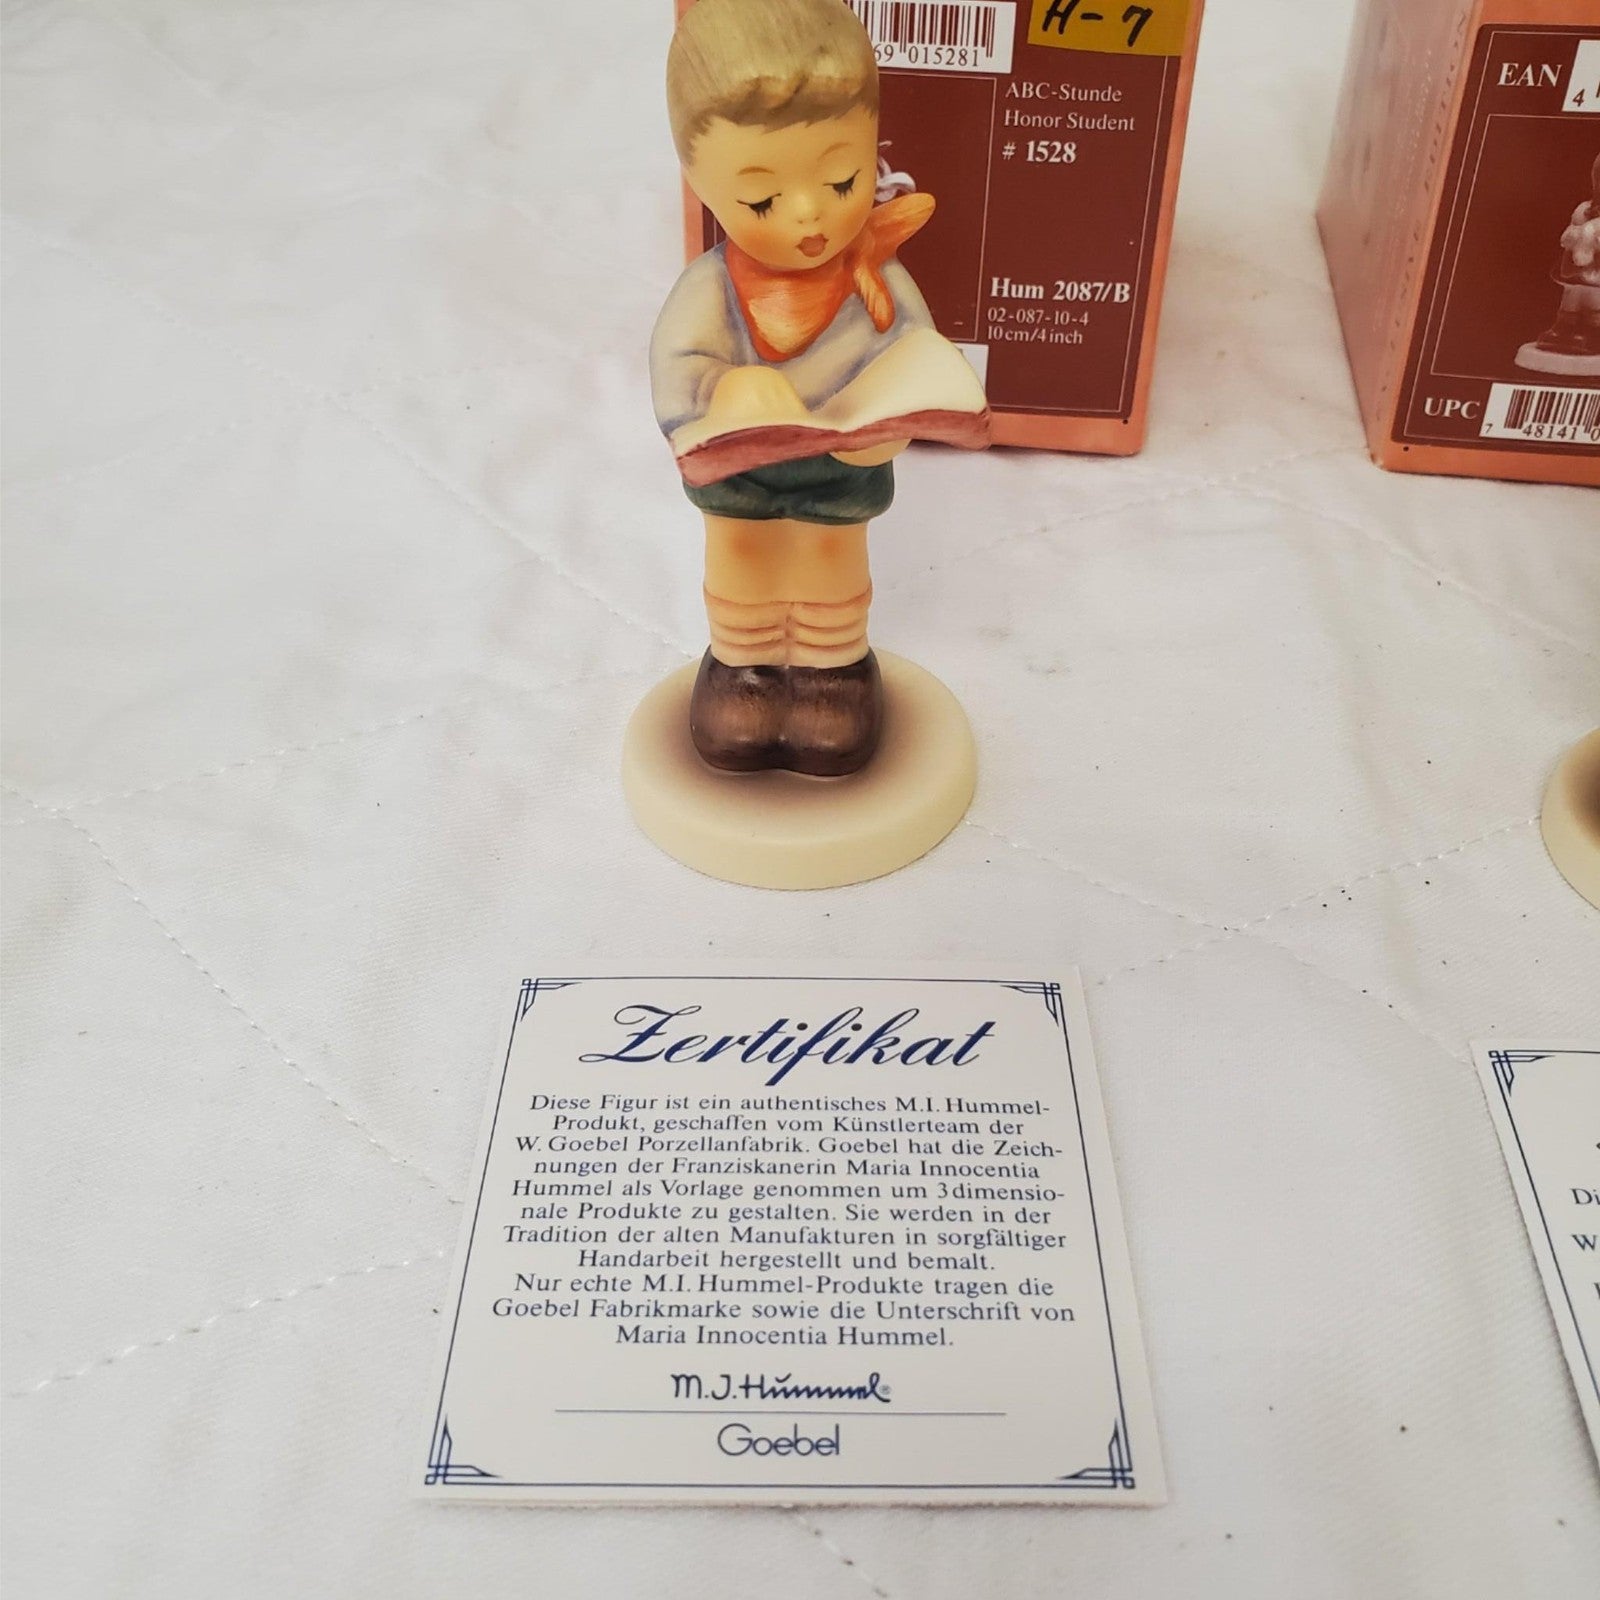 H-7
69 015281
ABC-Stunde
Honor Student
# 1528
Hum 2087/B
02-087-10-4
10cm/4inch
EAN
4
UPC
7 48141 0
Zertifikat
Diese Figur ist ein authentisches M.I. Hummel-
Produkt, geschaffen vom Künstlerteam der
W. Goebel Porzellanfabrik. Goebel hat die Zeich-
nungen der Franziskanerin Maria Innocentia
Hummel als Vorlage genommen um 3dimensio-
nale Produkte zu gestalten. Sie werden in der
Tradition der alten Manufakturen in sorgfältiger
Handarbeit hergestellt und bemalt.
Nur echte M.I. Hummel-Produkte tragen die
Goebel Fabrikmarke sowie die Unterschrift von
Maria Innocentia Hummel.
M.J. Hummel®
Goebel
Di
W